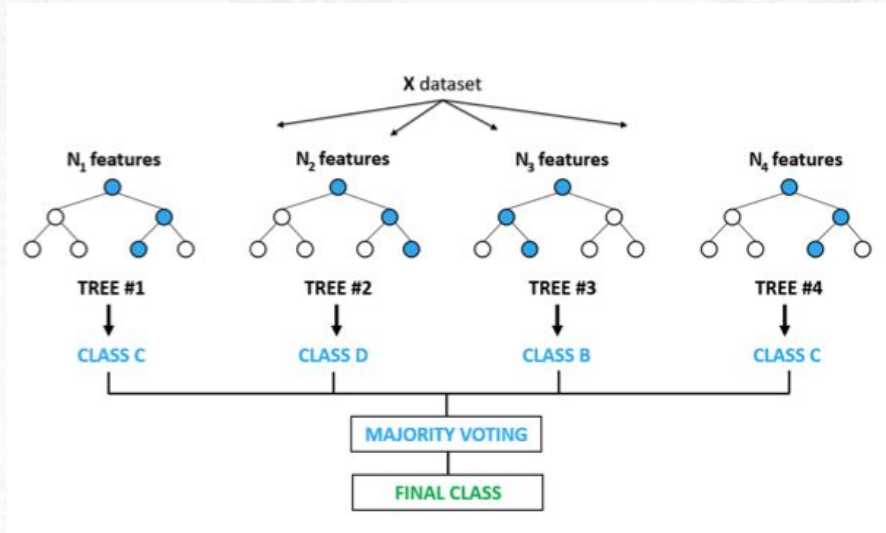 X dataset
N₁ features
N₂ features
N₃ features
N₄ features
TREE #1
TREE #2
TREE #3
TREE #4
CLASS C
CLASS D
CLASS B
CLASS C
MAJORITY VOTING
FINAL CLASS